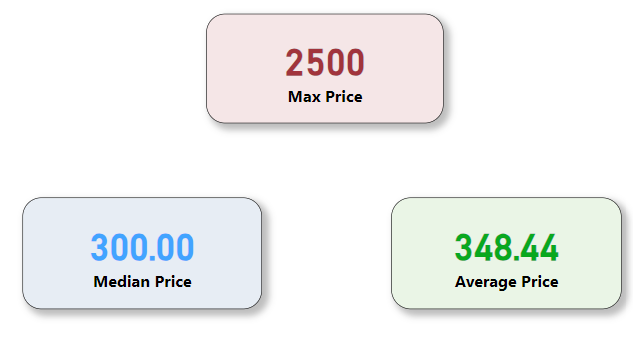 2500
Max Price
300.00
Median Price
348.44
Average Price